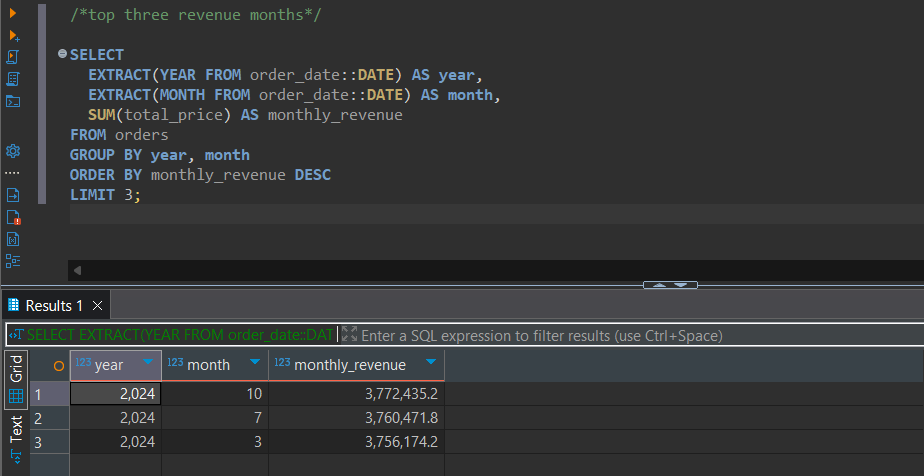 /*top three revenue months*/
SELECT
EXTRACT(YEAR FROM order_date::DATE) AS year,
EXTRACT(MONTH FROM order_date::DATE) AS month,
SUM(total_price) AS monthly_revenue
FROM orders
GROUP BY year, month
ORDER BY monthly_revenue DESC
LIMIT 3;
Results 1
SELECT EXTRACT(YEAR FROM order_date::DAT Enter a SQL expression to filter results (use Ctrl+Space)
Grid
Text
123 year 123 month 123 monthly_revenue
1 2,024 10 3,772,435.2
2 2,024 7 3,760,471.8
3 2,024 3 3,756,174.2